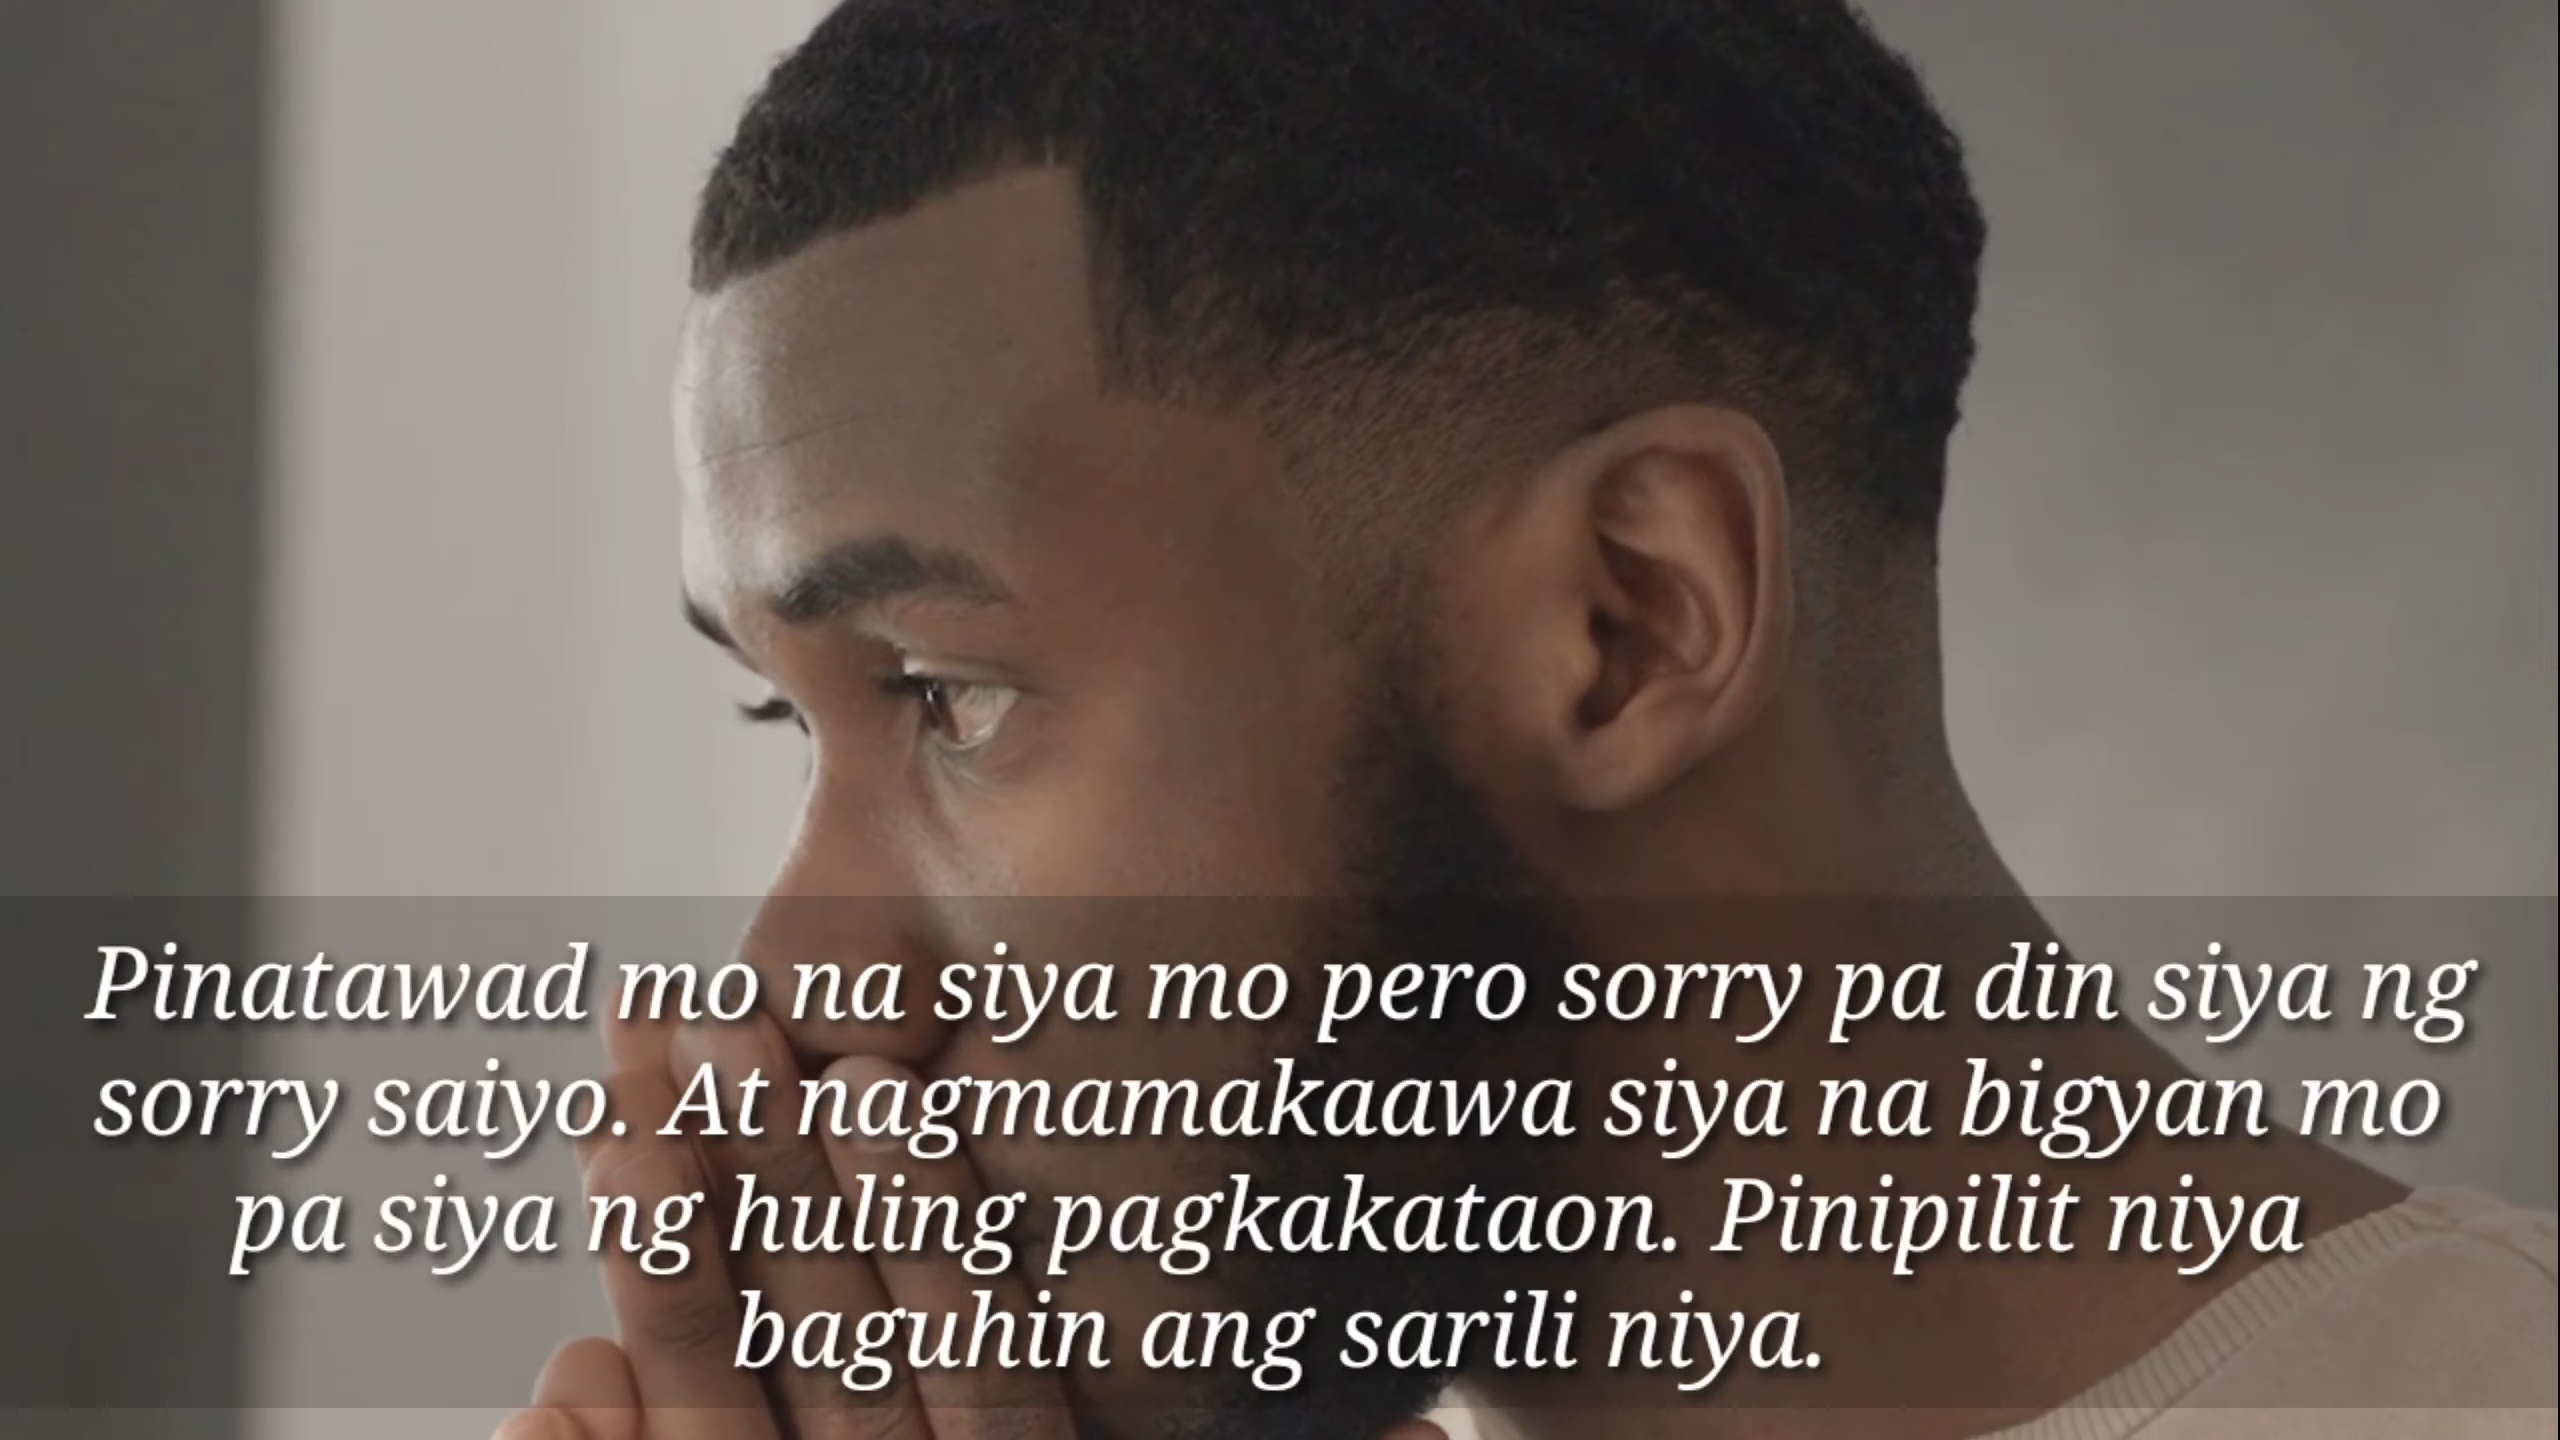 Pinatawad mo na siya mo pero sorry pa din siya ng
sorry saiyo. At nagmamakaawa siya na bigyan mo
pa siya ng huling pagkakataon. Pinipilit niya
baguhin ang sarili niya.